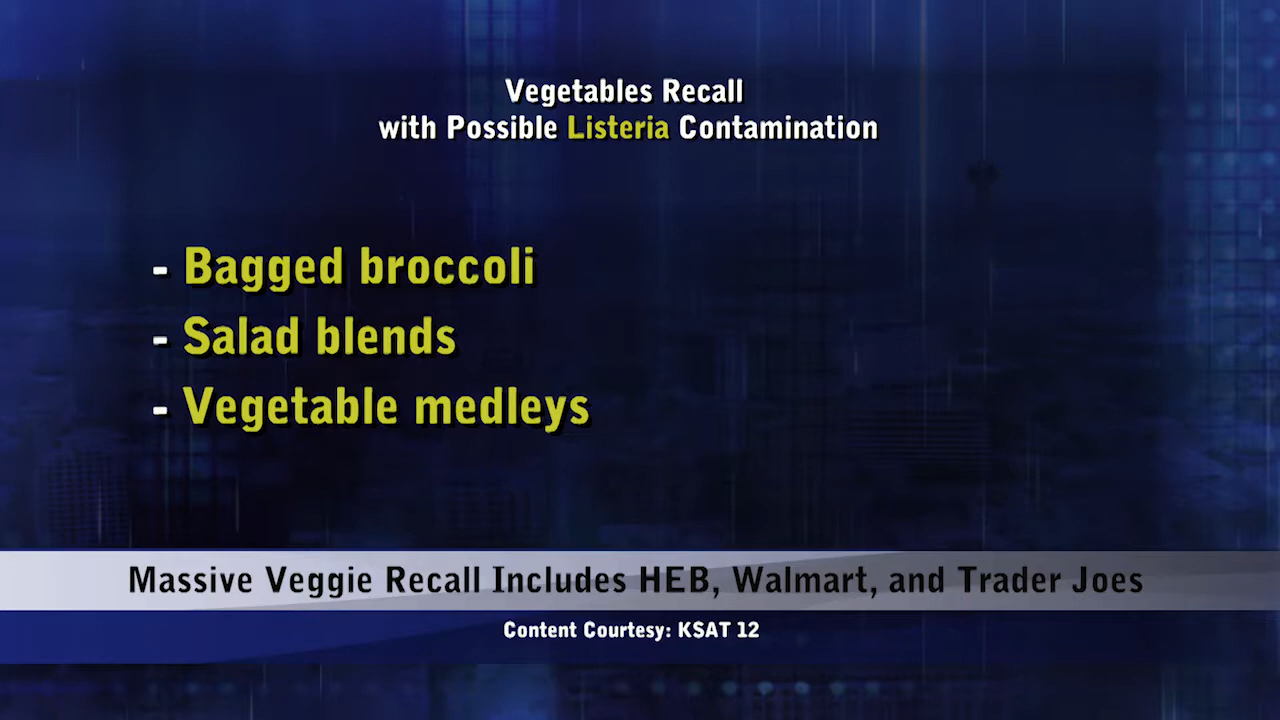 Vegetables Recall
with Possible Listeria Contamination
- Bagged broccoli
- Salad blends
- Vegetable medleys
Massive Veggie Recall Includes HEB, Walmart, and Trader Joes
Content Courtesy: KSAT 12